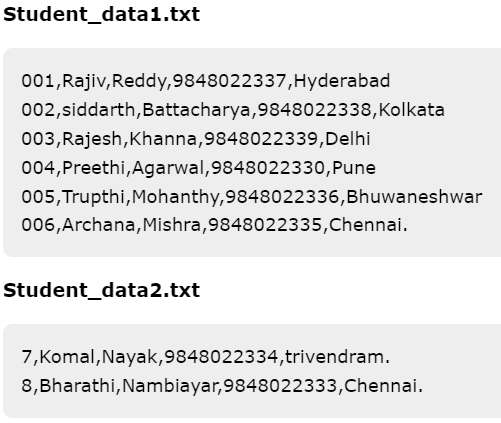 Student_data1.txt
001,Rajiv,Reddy,9848022337,Hyderabad
002,siddarth,Battacharya,9848022338,Kolkata
003,Rajesh,Khanna,9848022339,Delhi
004,Preethi,Agarwal,9848022330,Pune
005,Trupthi,Mohanthy,9848022336,Bhuwaneshwar
006,Archana,Mishra,9848022335,Chennai.
Student_data2.txt
7,Komal,Nayak,9848022334,trivendram.
8,Bharathi,Nambiayar,9848022333,Chennai.